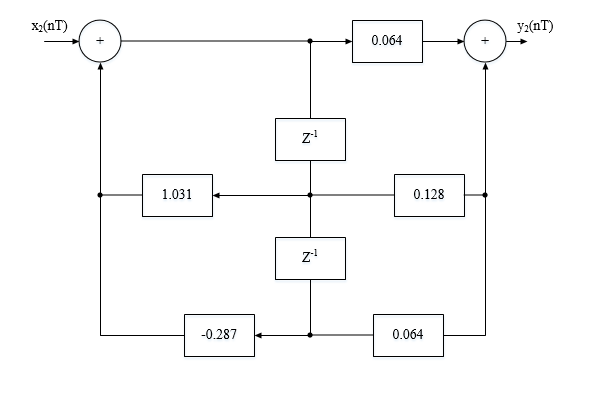 x₂(nT)
y₂(nT)
+
0.064
+
Z⁻¹
1.031
0.128
Z⁻¹
-0.287
0.064